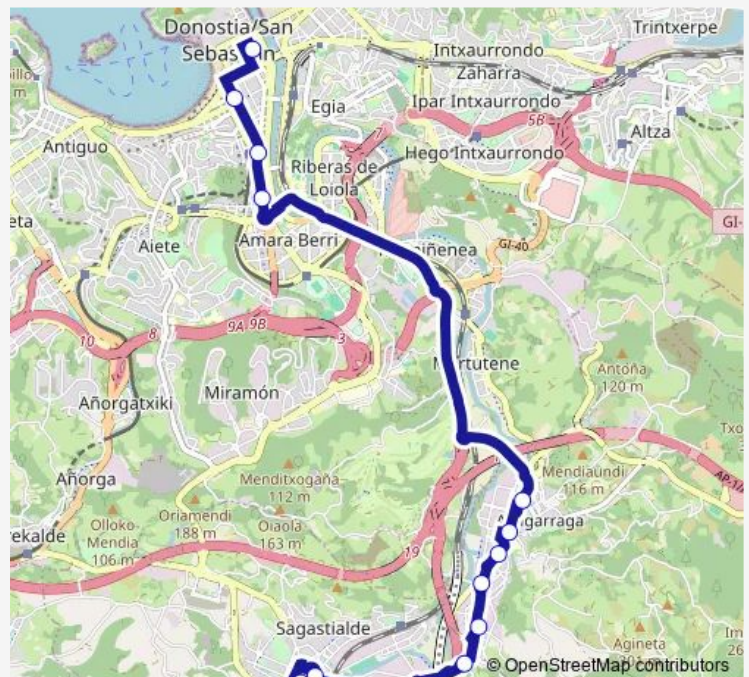 Donostia/San
Sebastián
Trintxerpe
Intxaurrondo
Zaharra
Egia
Ipar Intxaurrondo
5B
7
Altza
Antiguo
Hego Intxaurrondo
Riberas de
Loiola
GI-
Aiete
Amara Berri
GI-40
10
8
9A 9B
3
Antoña
120 m
Miramón
Añorgatxiki
Menditxogaña
112 m
Mendiaundi
116 m
AP-1/
Añorga
Oriamendi
188 m
Oiaola
163 m
Olloko-
Mendia
106 m
19
Sagastialde
Agineta
© OpenStreetMap contributors